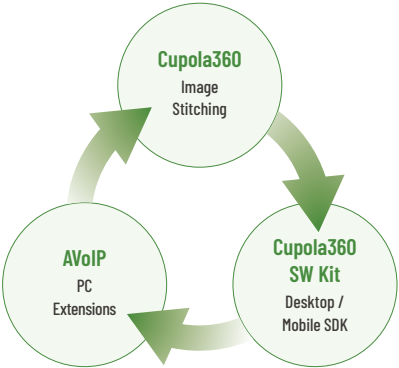 Cupola360
Image
Stitching
AVoIP
PC
Extensions
Cupola360
SW Kit
Desktop /
Mobile SDK